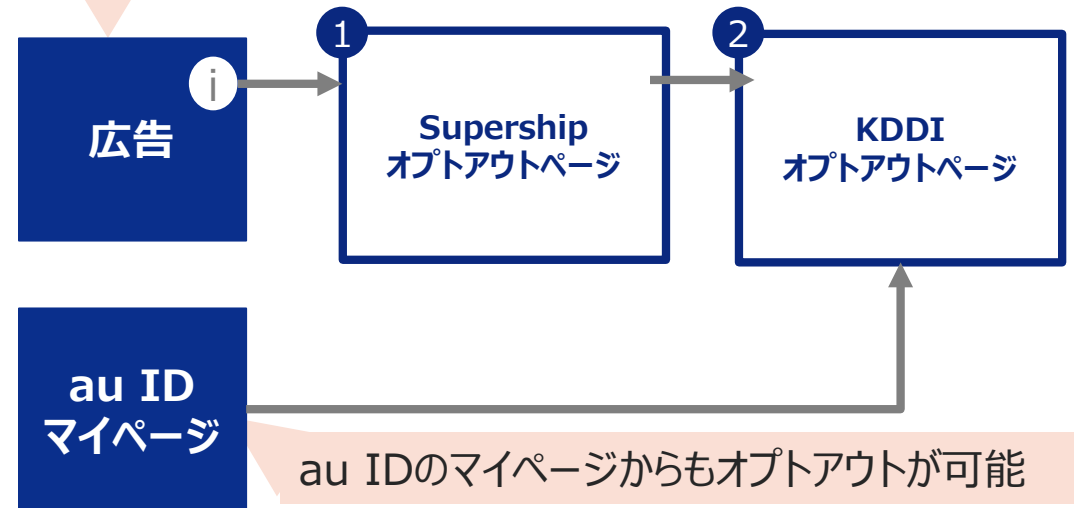 1
2
i
広告
Supership
オプトアウトページ
KDDI
オプトアウトページ
au ID
マイページ
au IDのマイページからもオプトアウトが可能